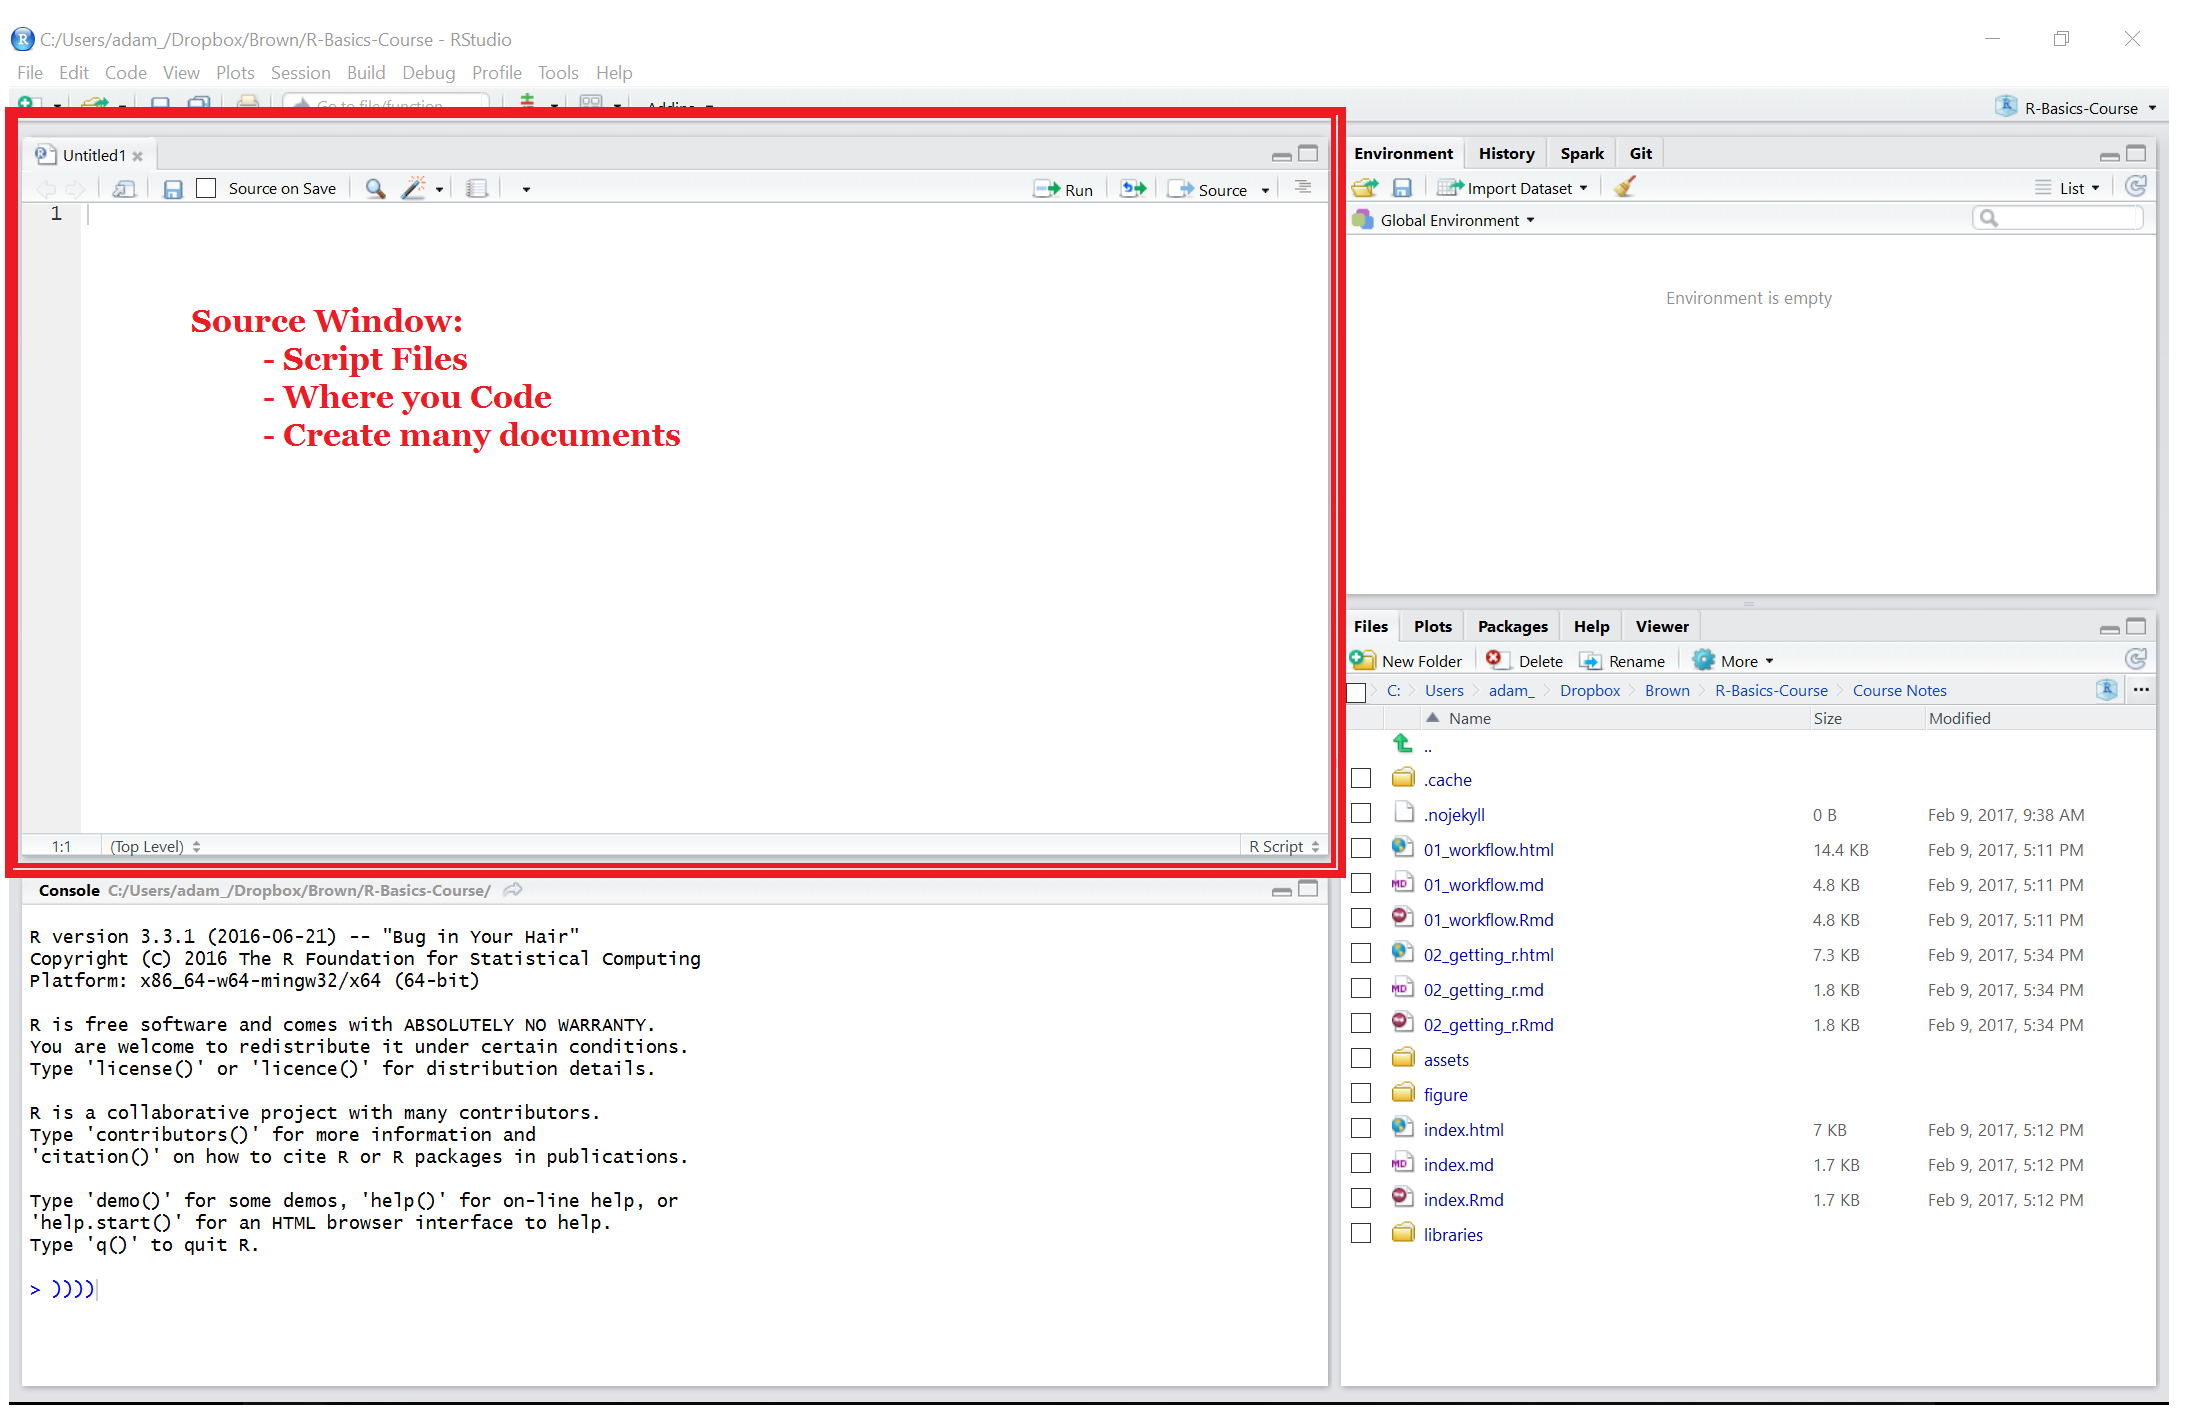 C:/Users/adam_/Dropbox/Brown/R-Basics-Course - RStudio
File Edit Code View Plots Session Build Debug Profile Tools Help
Go to file/function Addins
R-Basics-Course
Untitled1
Source on Save Run Source
1
Source Window:
- Script Files
- Where you Code
- Create many documents
1:1 (Top Level) R Script
Console C:/Users/adam_/Dropbox/Brown/R-Basics-Course/
R version 3.3.1 (2016-06-21) -- "Bug in Your Hair"
Copyright (C) 2016 The R Foundation for Statistical Computing
Platform: x86_64-w64-mingw32/x64 (64-bit)
R is free software and comes with ABSOLUTELY NO WARRANTY.
You are welcome to redistribute it under certain conditions.
Type 'license()' or 'licence()' for distribution details.
R is a collaborative project with many contributors.
Type 'contributors()' for more information and
'citation()' on how to cite R or R packages in publications.
Type 'demo()' for some demos, 'help()' for on-line help, or
'help.start()' for an HTML browser interface to help.
Type 'q()' to quit R.
> ))))
Environment History Spark Git
Import Dataset List
Global Environment
Environment is empty
Files Plots Packages Help Viewer
New Folder Delete Rename More
C: Users adam_ Dropbox Brown R-Basics-Course Course Notes ...
Name Size Modified
..
.cache
.nojekyll 0 B Feb 9, 2017, 9:38 AM
01_workflow.html 14.4 KB Feb 9, 2017, 5:11 PM
01_workflow.md 4.8 KB Feb 9, 2017, 5:11 PM
01_workflow.Rmd 4.8 KB Feb 9, 2017, 5:11 PM
02_getting_r.html 7.3 KB Feb 9, 2017, 5:34 PM
02_getting_r.md 1.8 KB Feb 9, 2017, 5:34 PM
02_getting_r.Rmd 1.8 KB Feb 9, 2017, 5:34 PM
assets
figure
index.html 7 KB Feb 9, 2017, 5:12 PM
index.md 1.7 KB Feb 9, 2017, 5:12 PM
index.Rmd 1.7 KB Feb 9, 2017, 5:12 PM
libraries